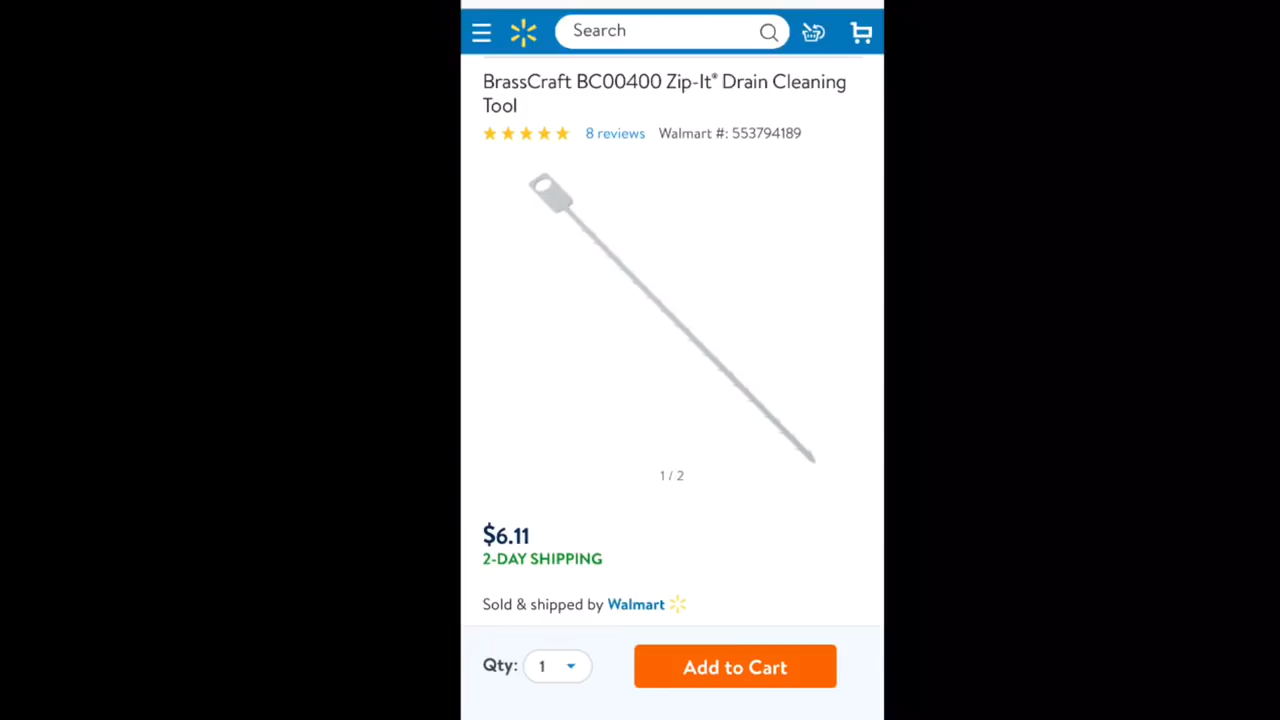 Search
BrassCraft BC00400 Zip-It® Drain Cleaning
Tool
8 reviews Walmart #: 553794189
1 / 2
$6.11
2-DAY SHIPPING
Sold & shipped by Walmart
Qty: 1 Add to Cart